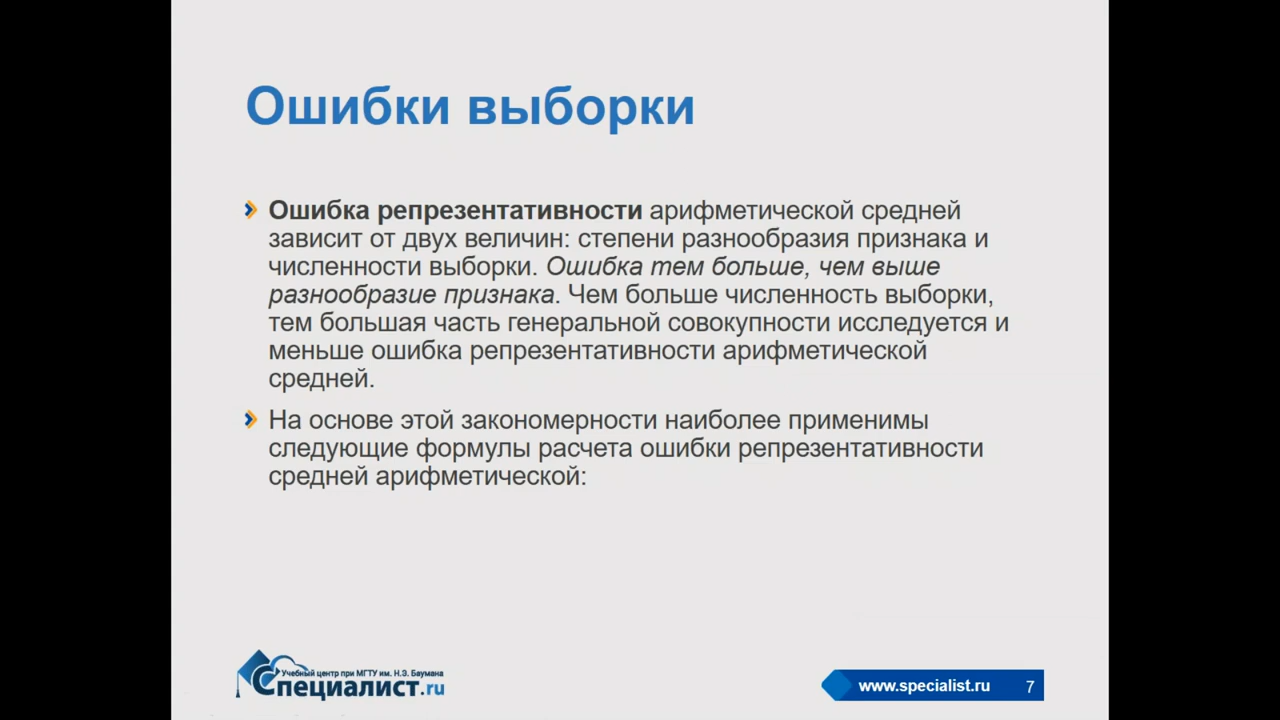 Ошибки выборки
Ошибка репрезентативности арифметической средней
зависит от двух величин: степени разнообразия признака и
численности выборки. Ошибка тем больше, чем выше
разнообразие признака. Чем больше численность выборки,
тем большая часть генеральной совокупности исследуется и
меньше ошибка репрезентативности арифметической
средней.
На основе этой закономерности наиболее применимы
следующие формулы расчета ошибки репрезентативности
средней арифметической:
Учебный центр при МГТУ им. Н.Э. Баумана
Специалист.ru
www.specialist.ru 7